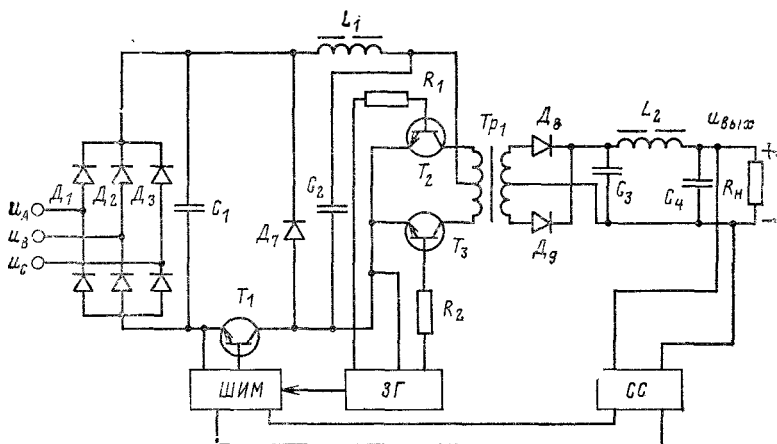 L₁
R₁
Тр₁
Д₈
L₂
uвых
+
Д₁
Д₂
Д₃
C₁
C₂
T₂
C₃
C₄
Rн
uA
uB
uC
Д₇
T₃
Д₉
−
T₁
R₂
ШИМ
ЗГ
СС